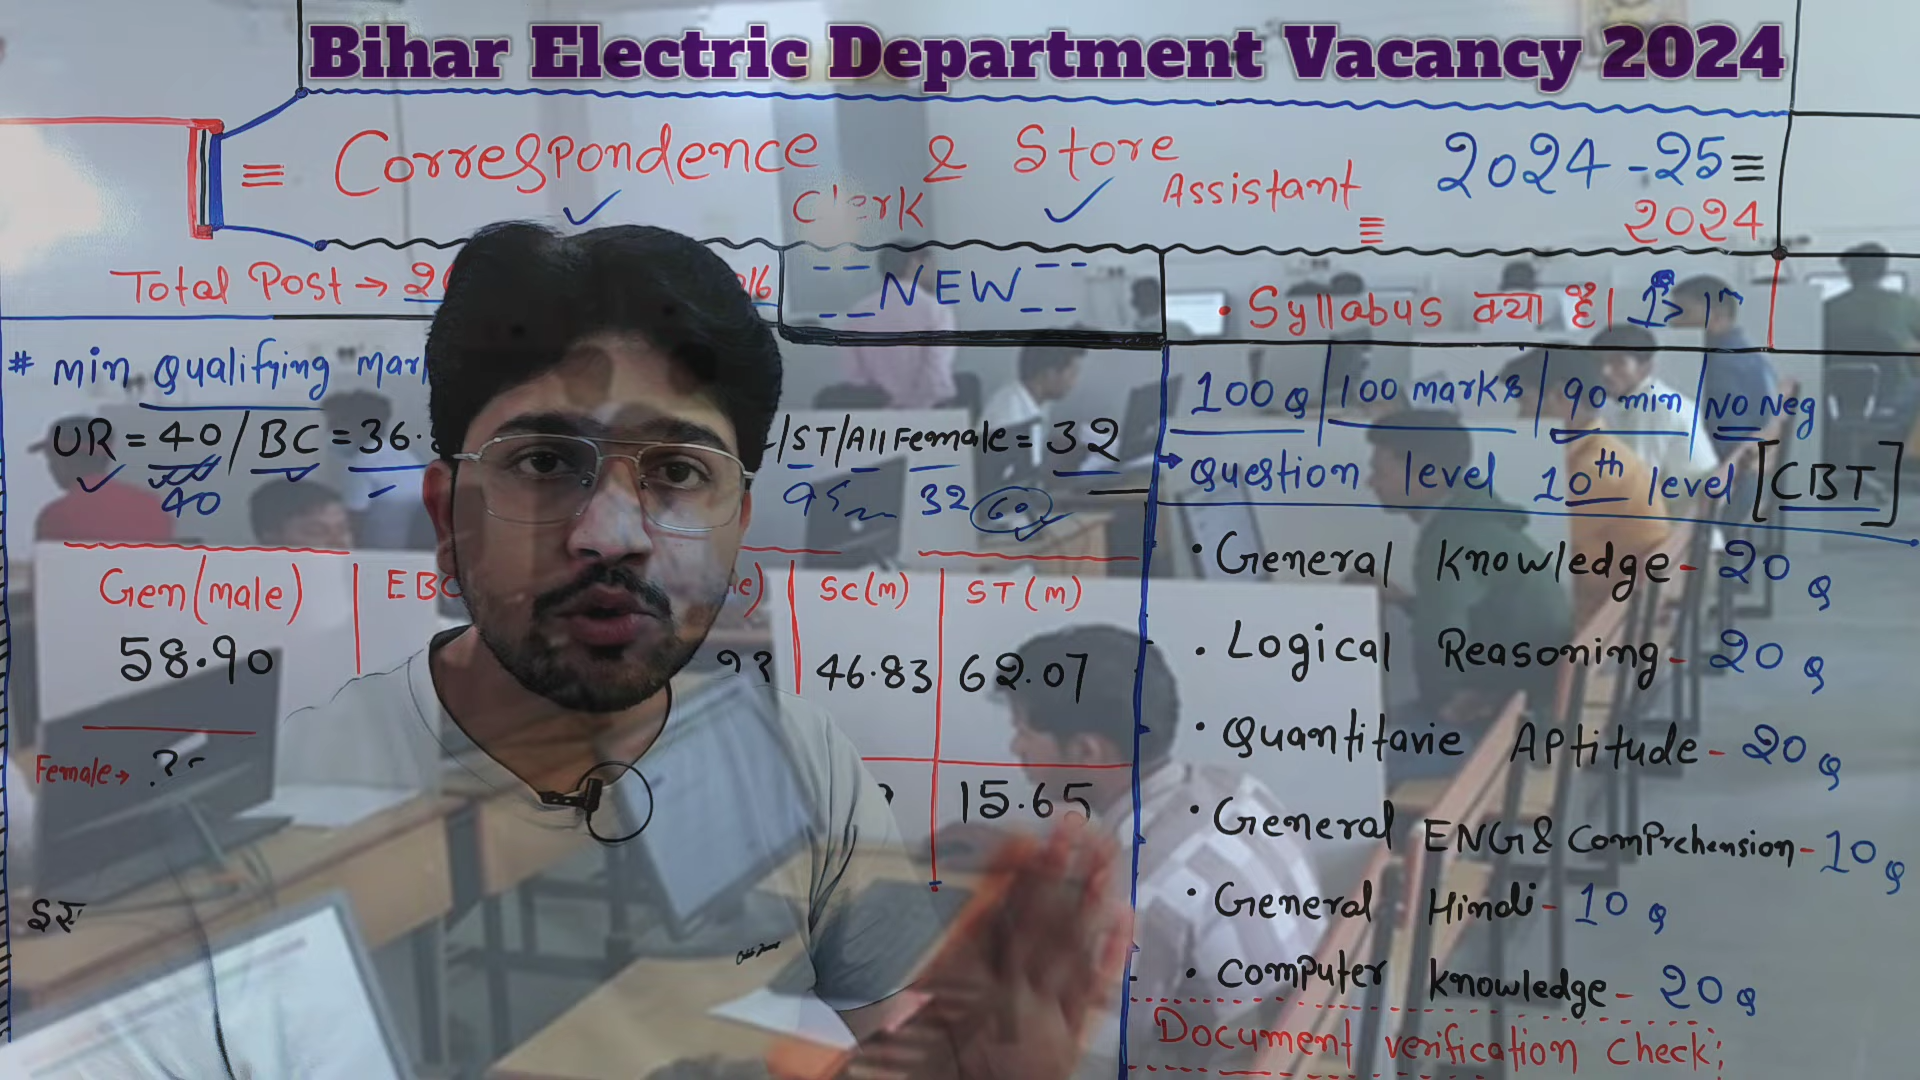 Bihar Electric Department Vacancy 2024
≡ Correspondence Clerk & Store Assistant 2024-25 ≡
2024
Total Post →
--NEW--
• Syllabus क्या है।
# min Qualifying
UR = 40 / BC = 36. /ST/All Female = 32
40 95 32 60
100 Q | 100 marks | 90 min | No Neg
→ Question level 10th level [CBT]
Gen(male) SC(m) ST(m)
58.90 46.83 62.07
Female → ?
15.65
• General Knowledge - 20 Q
• Logical Reasoning - 20 Q
• Quantitavie Aptitude - 20 Q
• General ENG & Comprehension - 10 Q
• General Hindi - 10 Q
• Computer Knowledge - 20 Q
Document verification check;